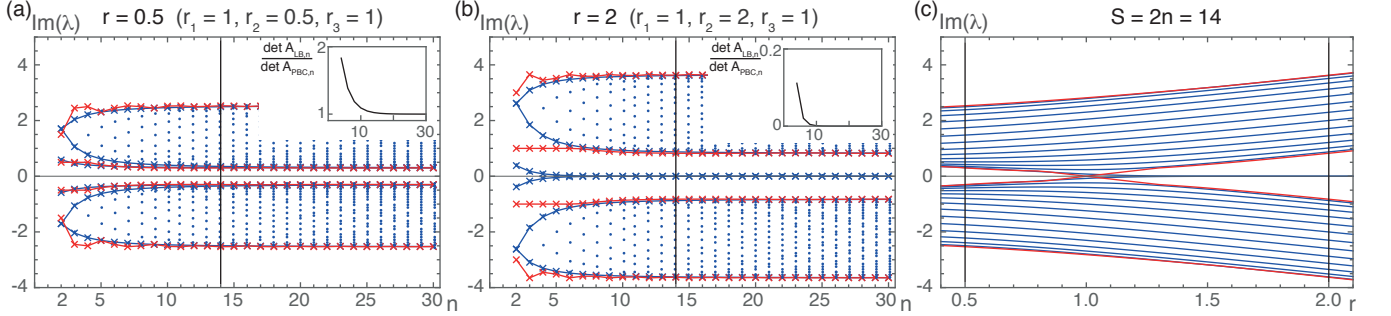 (a) Im(λ) r = 0.5 (r1 = 1, r2 = 0.5, r3 = 1)
4
2
0
-2
-4
2 5 10 15 20 25 30 n
det A_LB,n
det A_PBC,n
2
1
10 30
(b) Im(λ) r = 2 (r1 = 1, r2 = 2, r3 = 1)
4
2
0
-2
-4
2 5 10 15 20 25 30 n
det A_LB,n
det A_PBC,n
0.2
0
10 30
(c) Im(λ) S = 2n = 14
4
2
0
-2
-4
0.5 1.0 1.5 2.0 r